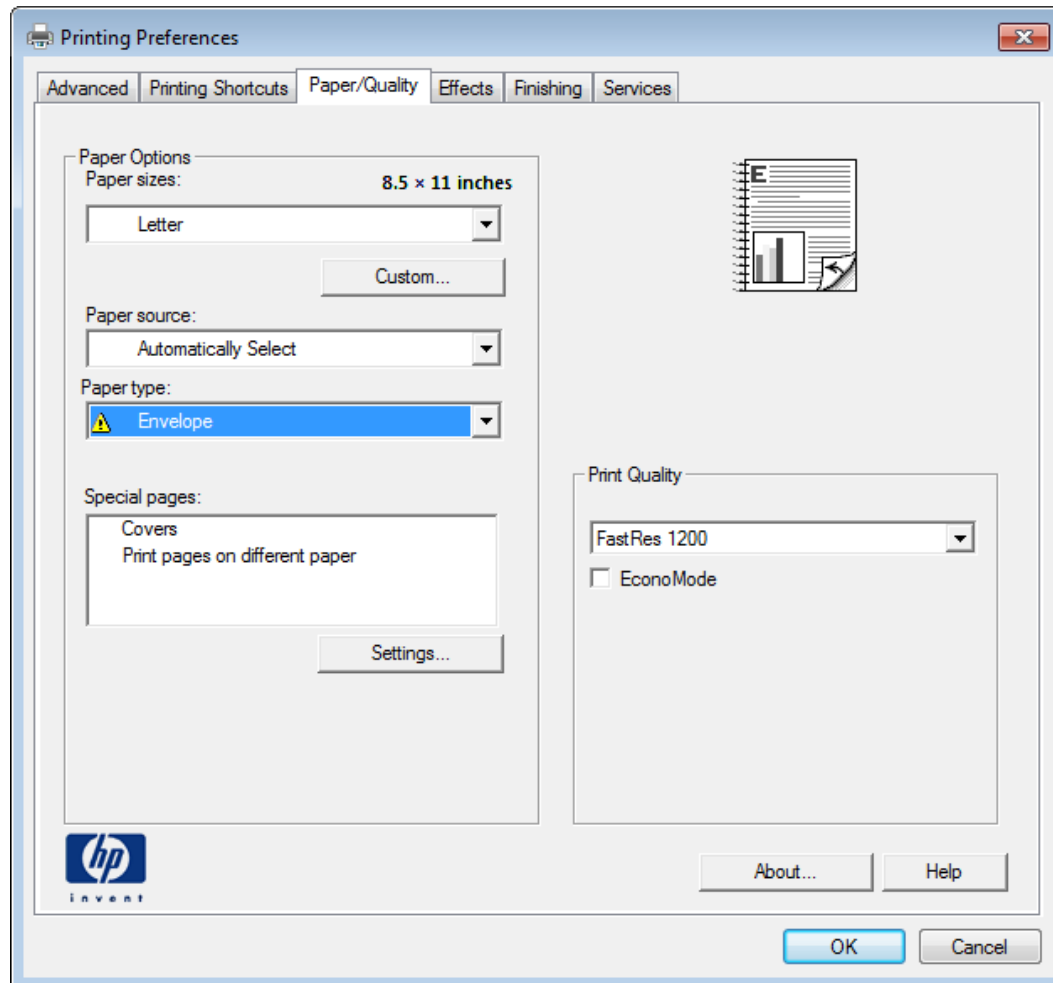 Printing Preferences
Advanced Printing Shortcuts Paper/Quality Effects Finishing Services
Paper Options
Paper sizes: 8.5 × 11 inches
Letter
Custom...
Paper source:
Automatically Select
Paper type:
Envelope
Special pages:
Covers
Print pages on different paper
Settings...
E
Print Quality
FastRes 1200
EconoMode
hp
invent
About... Help
OK Cancel